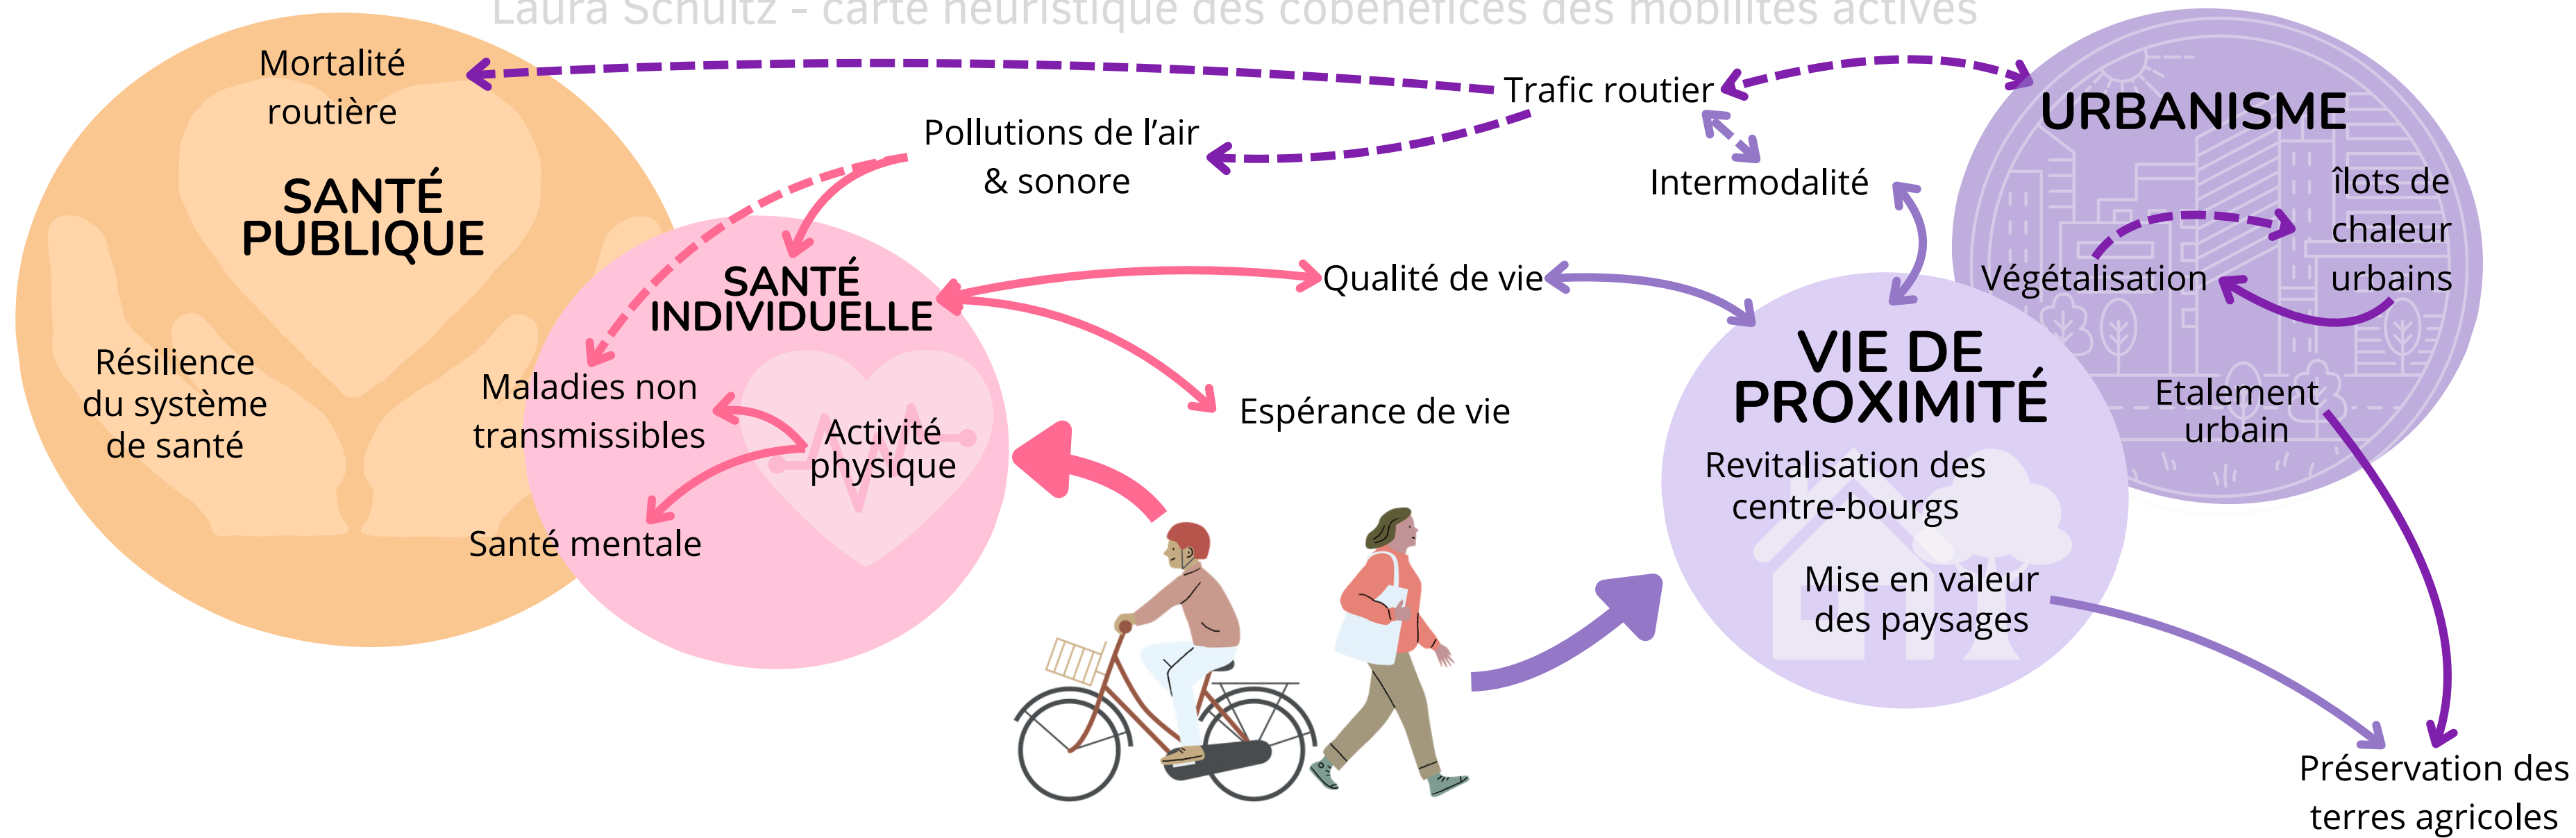 Laura Schultz - carte heuristique des cobénéfices des mobilités actives
Mortalité
routière
SANTÉ
PUBLIQUE
Résilience
du système
de santé
Pollutions de l'air
& sonore
SANTÉ
INDIVIDUELLE
Maladies non
transmissibles
Activité
physique
Santé mentale
Trafic routier
Intermodalité
Qualité de vie
Espérance de vie
URBANISME
îlots de
chaleur
urbains
Végétalisation
Etalement
urbain
VIE DE
PROXIMITÉ
Revitalisation des
centre-bourgs
Mise en valeur
des paysages
Préservation des
terres agricoles